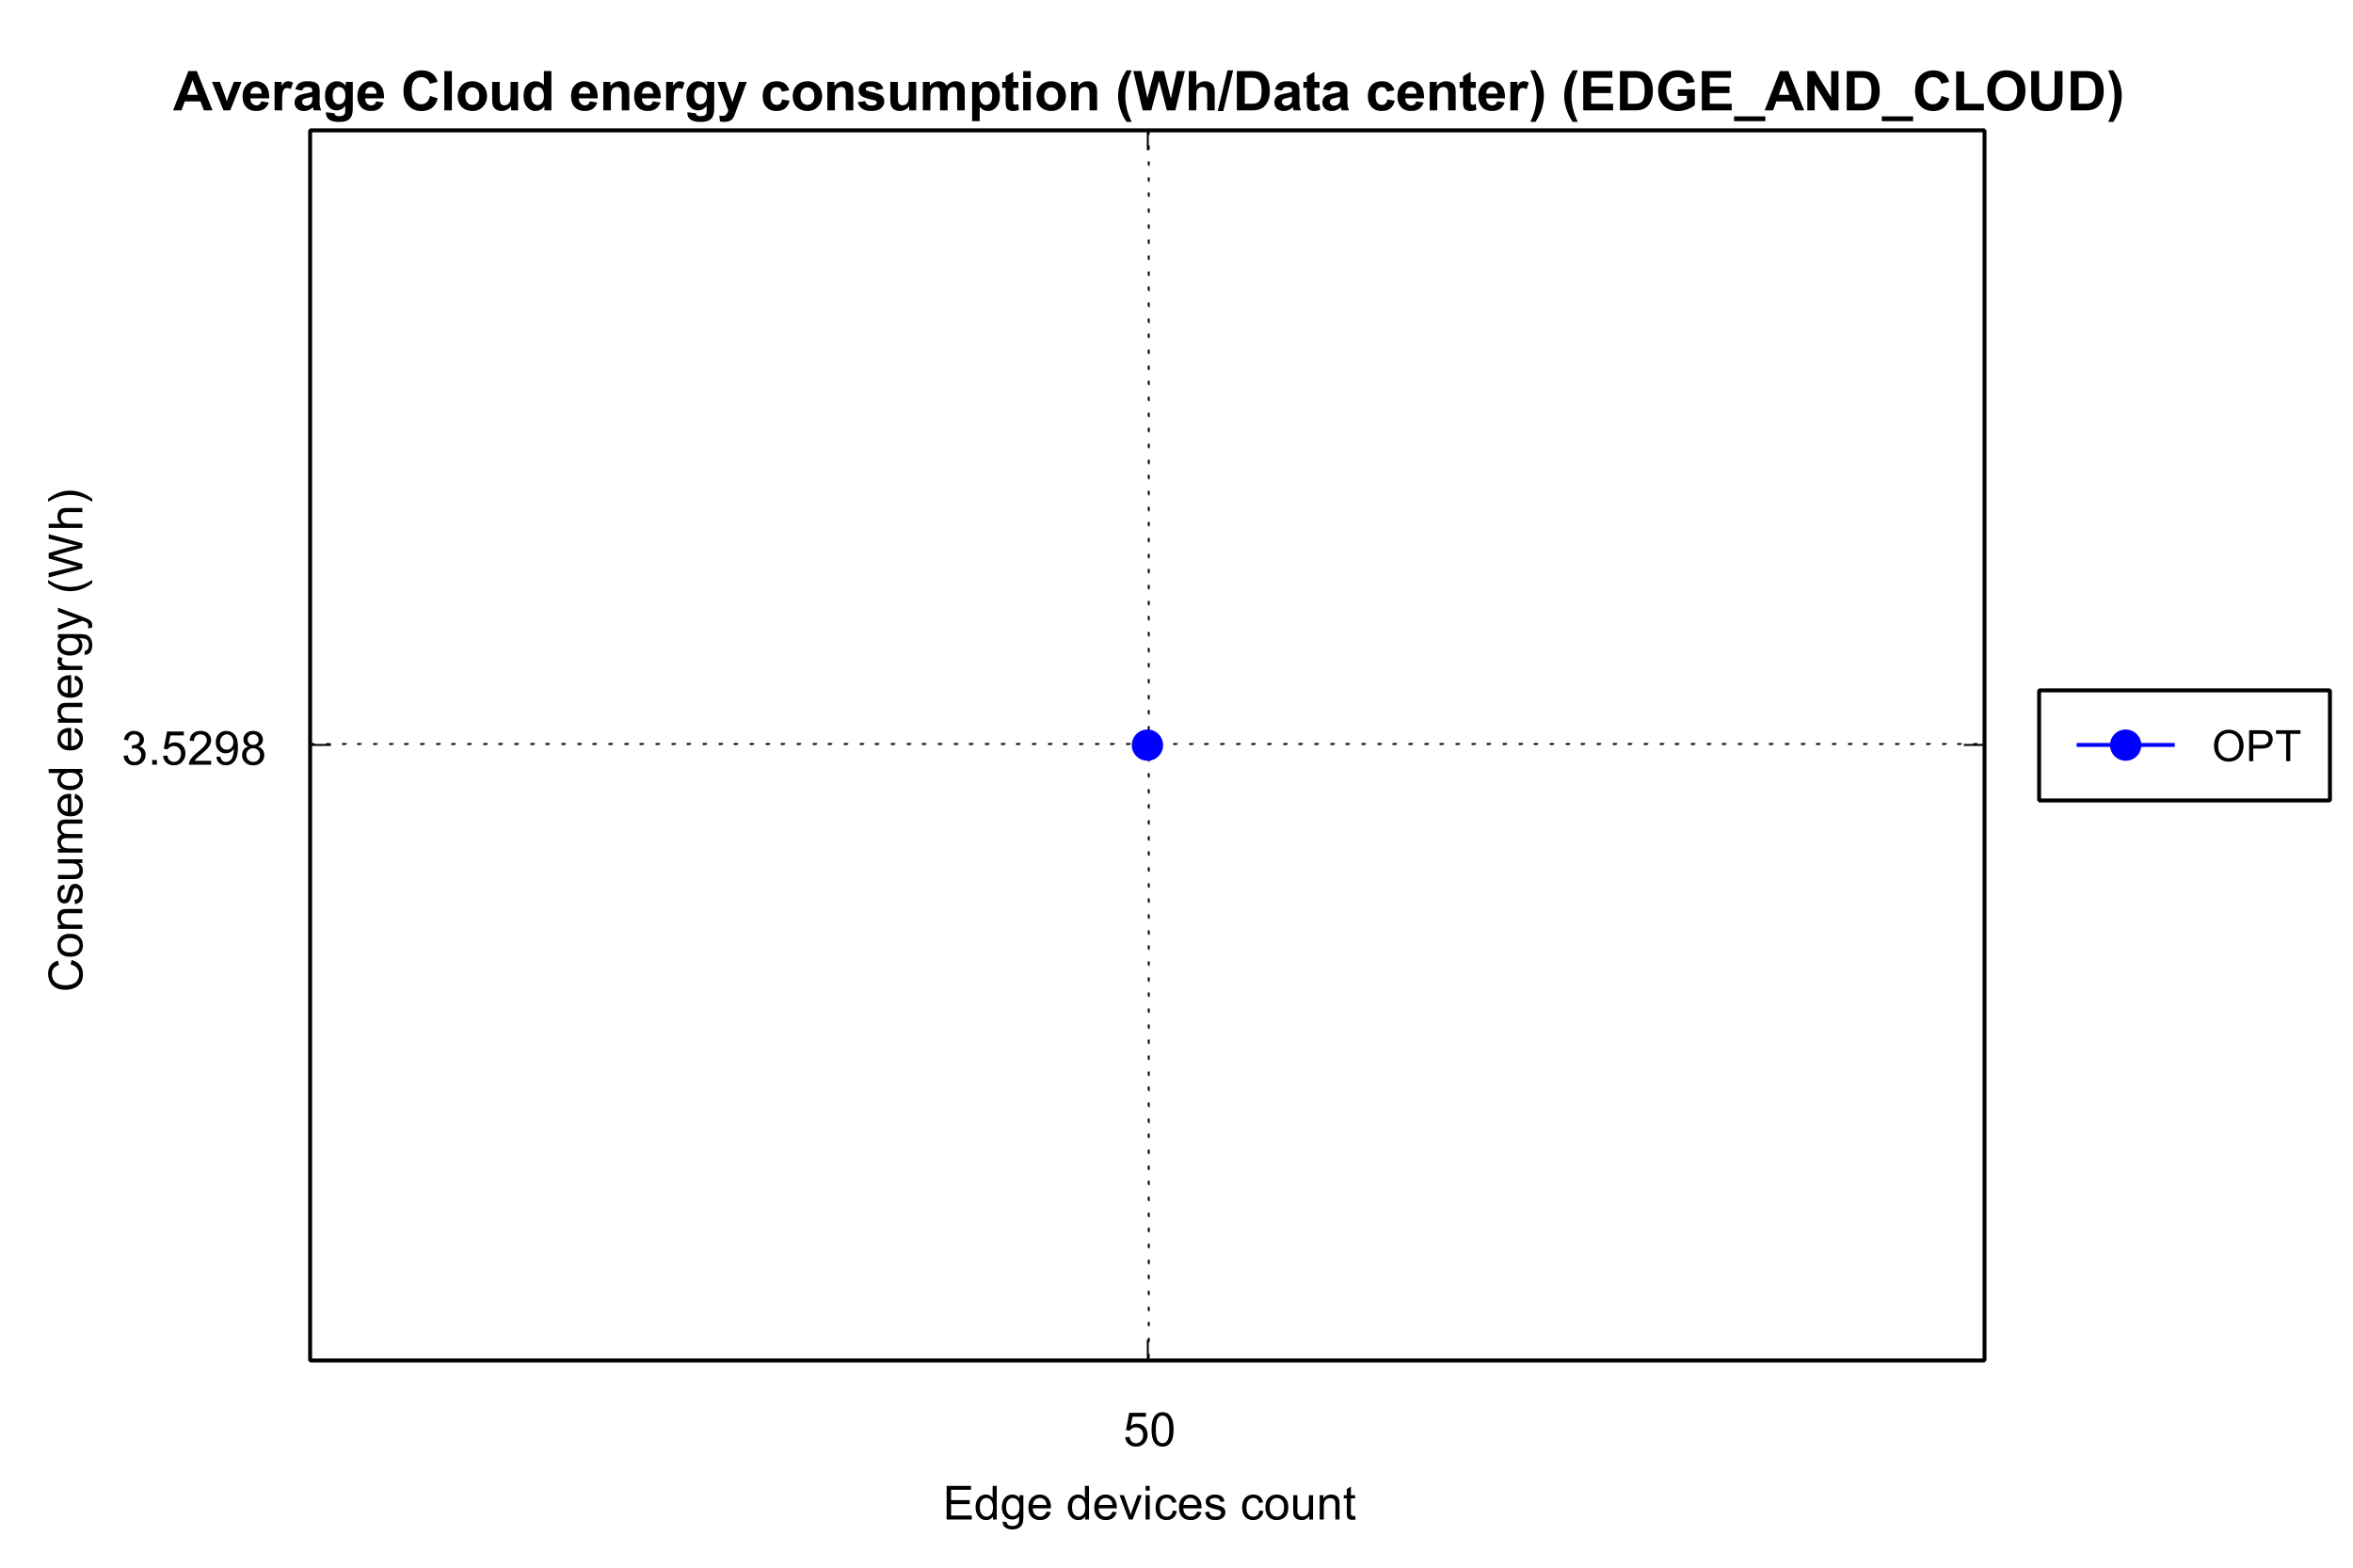 Average Cloud energy consumption (Wh/Data center) (EDGE_AND_CLOUD)
Consumed energy (Wh)
3.5298
OPT
50
Edge devices count